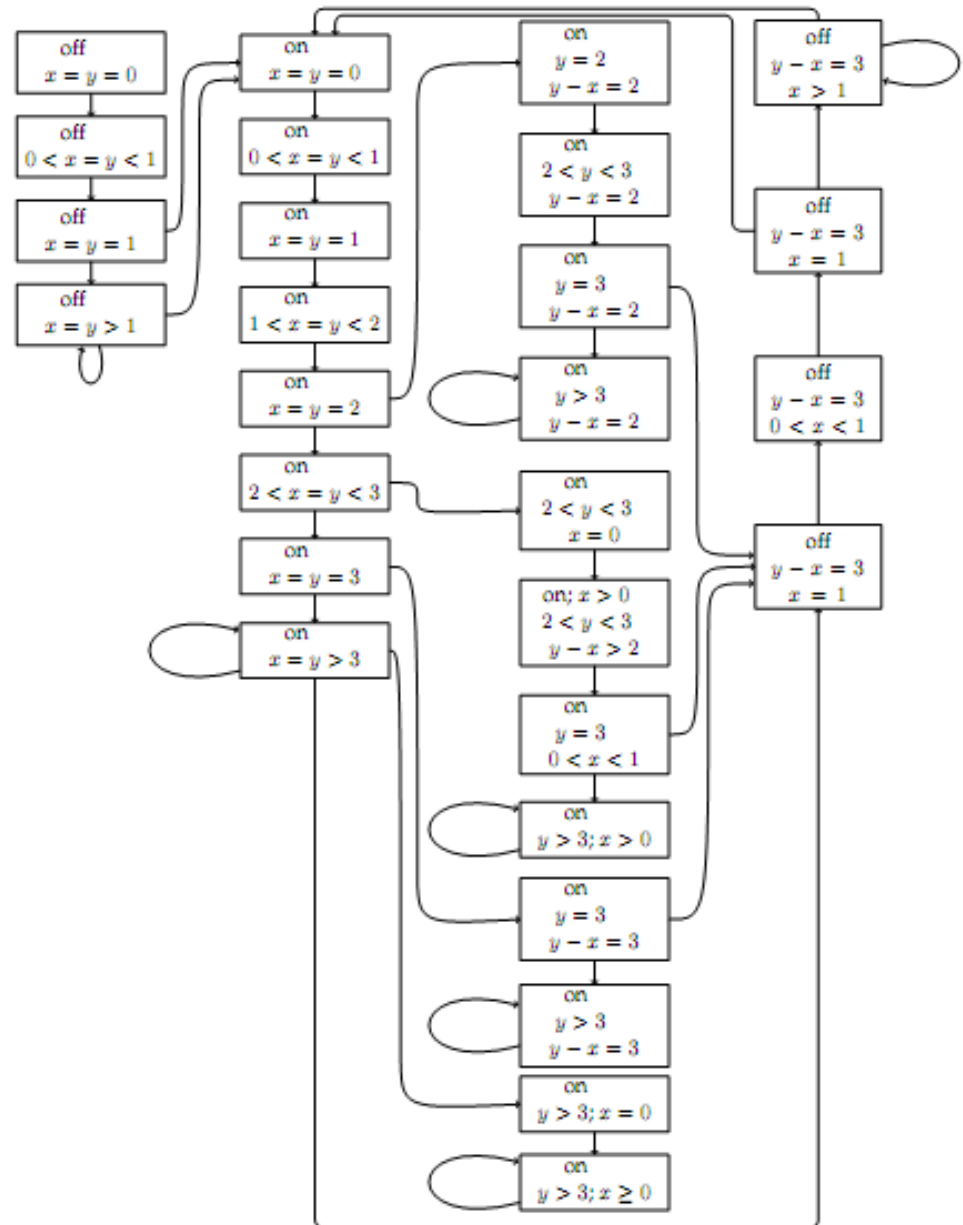 off
x = y = 0
off
0 < x = y < 1
off
x = y = 1
off
x = y > 1
on
x = y = 0
on
0 < x = y < 1
on
x = y = 1
on
1 < x = y < 2
on
x = y = 2
on
2 < x = y < 3
on
x = y = 3
on
x = y > 3
on
y = 2
y − x = 2
on
2 < y < 3
y − x = 2
on
y = 3
y − x = 2
on
y > 3
y − x = 2
on
2 < y < 3
x = 0
on; x > 0
2 < y < 3
y − x > 2
on
y = 3
0 < x < 1
on
y > 3; x > 0
on
y = 3
y − x = 3
on
y > 3
y − x = 3
on
y > 3; x = 0
on
y > 3; x ≥ 0
off
y − x = 3
x > 1
off
y − x = 3
x = 1
off
y − x = 3
0 < x < 1
off
y − x = 3
x = 1